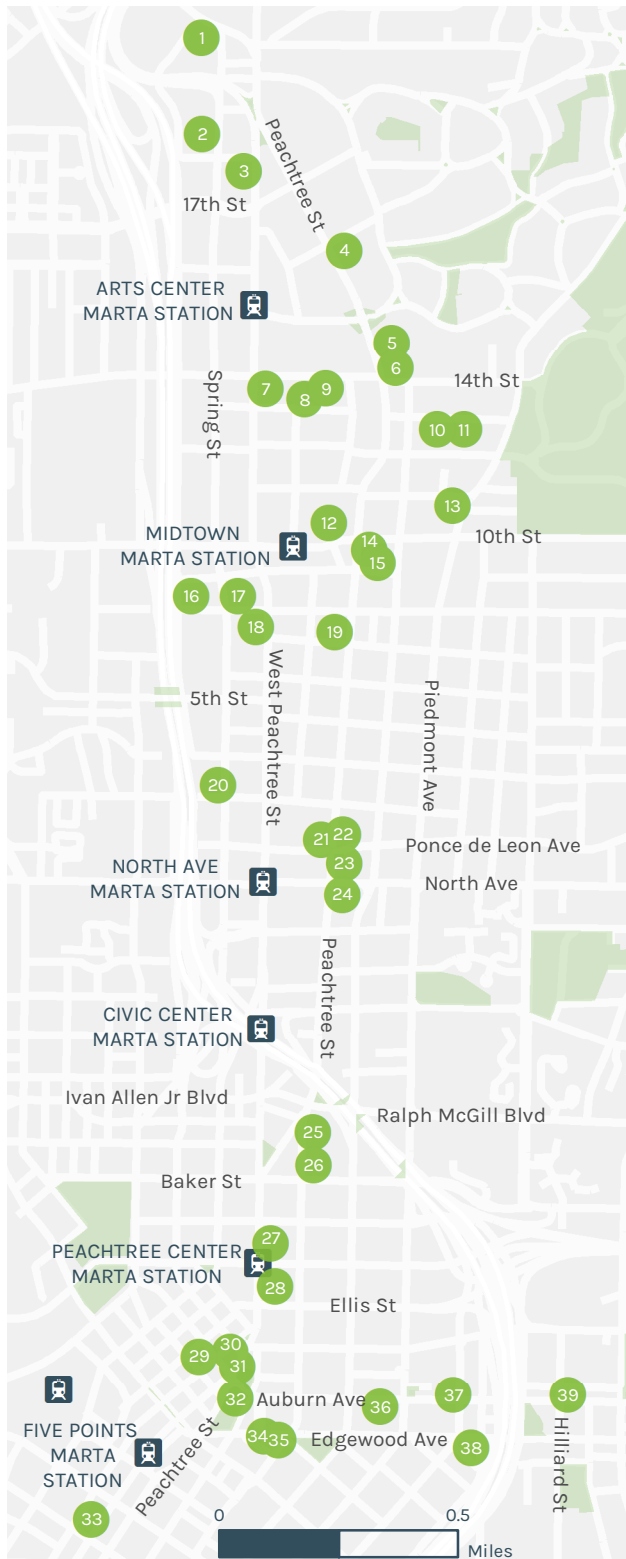 1
2
3
Peachtree St
17th St
4
ARTS CENTER
MARTA STATION
5
6
14th St
Spring St
7
8
9
10
11
13
12
10th St
MIDTOWN
MARTA STATION
14
15
16
17
18
19
West Peachtree St
5th St
Piedmont Ave
20
21
22
Ponce de Leon Ave
23
NORTH AVE
MARTA STATION
North Ave
24
Peachtree St
CIVIC CENTER
MARTA STATION
Ivan Allen Jr Blvd
Ralph McGill Blvd
25
26
Baker St
27
PEACHTREE CENTER
MARTA STATION
28
Ellis St
29
30
31
32
Auburn Ave
36
37
39
FIVE POINTS
MARTA
STATION
Peachtree St
34
35
Edgewood Ave
38
Hilliard St
33
0
0.5
Miles